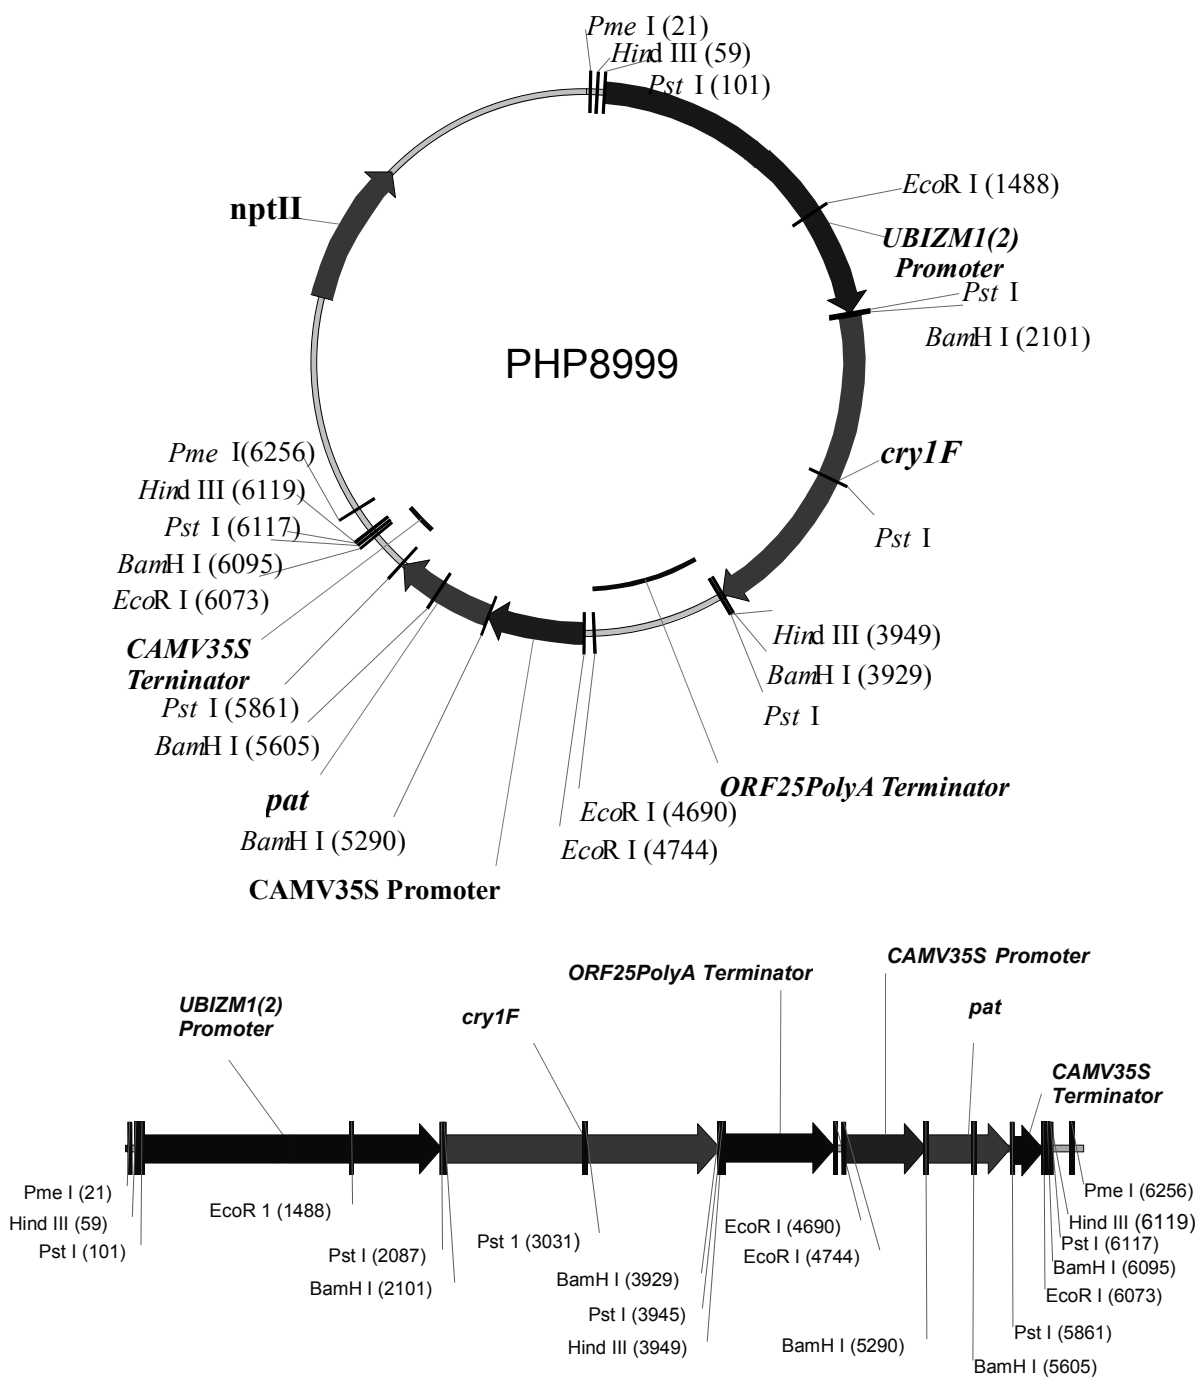 Pme I (21)
Hind III (59)
Pst I (101)
EcoR I (1488)
nptII
UBIZM1(2)
Promoter
Pst I
BamH I (2101)
PHP8999
cry1F
Pme I(6256)
Hind III (6119)
Pst I (6117)
BamH I (6095)
EcoR I (6073)
Pst I
CAMV35S
Terninator
Hind III (3949)
BamH I (3929)
Pst I
Pst I (5861)
BamH I (5605)
pat
ORF25PolyA Terminator
EcoR I (4690)
BamH I (5290)
EcoR I (4744)
CAMV35S Promoter
CAMV35S Promoter
ORF25PolyA Terminator
UBIZM1(2)
Promoter
cry1F
pat
CAMV35S
Terminator
Pme I (21)
Hind III (59)
Pst I (101)
EcoR 1 (1488)
Pst I (2087)
BamH I (2101)
Pst 1 (3031)
BamH I (3929)
Pst I (3945)
Hind III (3949)
EcoR I (4690)
EcoR I (4744)
BamH I (5290)
Pme I (6256)
Hind III (6119)
Pst I (6117)
BamH I (6095)
EcoR I (6073)
Pst I (5861)
BamH I (5605)